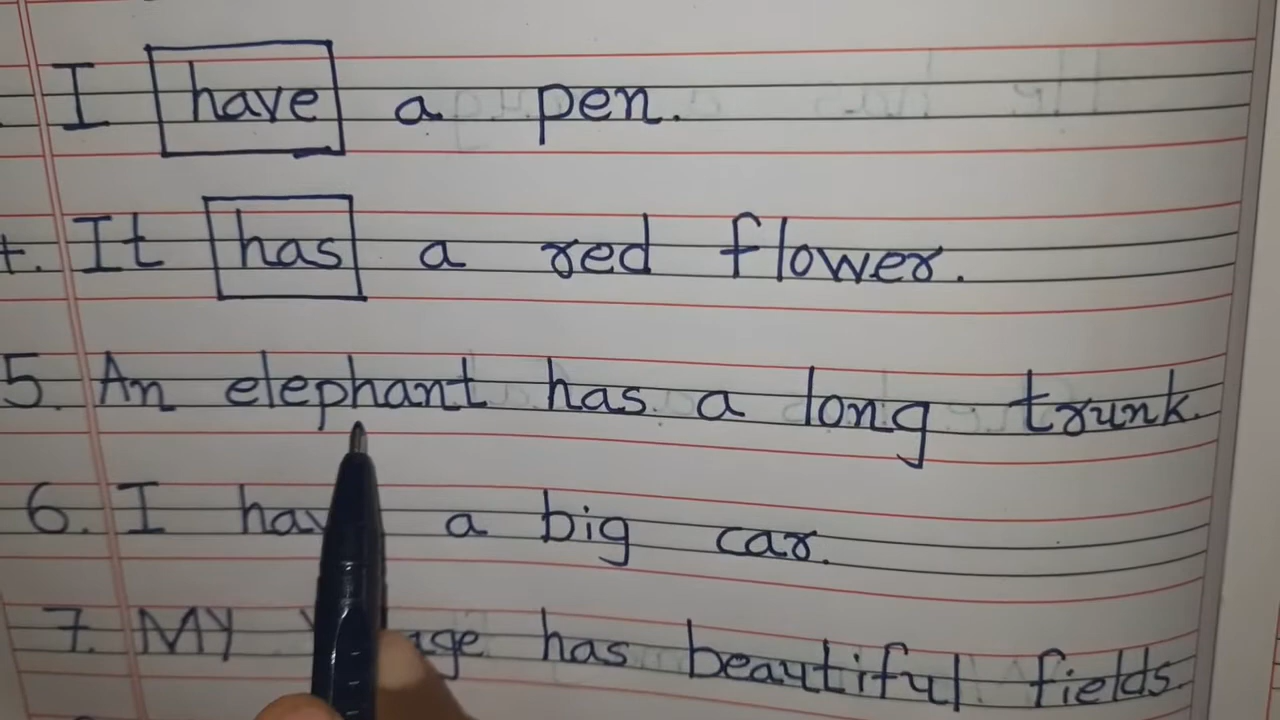 I have a pen.
It has a red flower.
5. An elephant has a long trunk.
6. I a big car.
7. MY has beautiful fields.